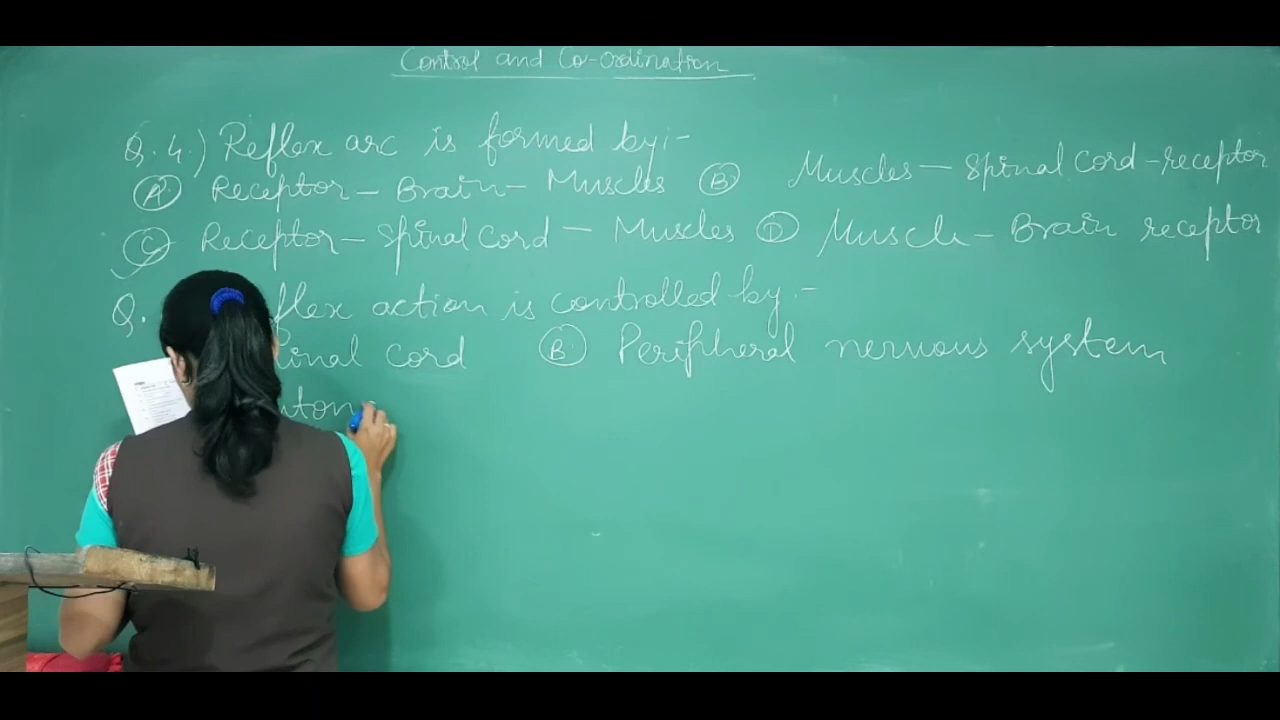 Control and Co-ordination
Q.4.) Reflex arc is formed by:-
(A) Receptor - Brain - Muscles (B) Muscles - Spinal Cord - receptor
(C) Receptor - Spinal Cord - Muscles (D) Muscle - Brain receptor
Q. flex action is controlled by:-
inal cord (B) Peripheral nervous system
uton